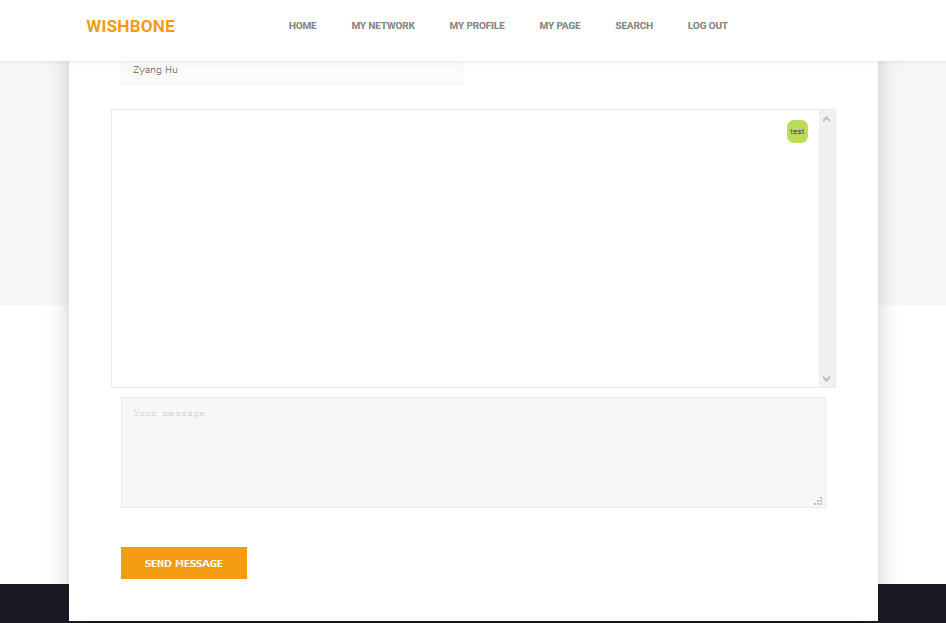 WISHBONE
HOME MY NETWORK MY PROFILE MY PAGE SEARCH LOG OUT
Zyang Hu
test
Your message
SEND MESSAGE